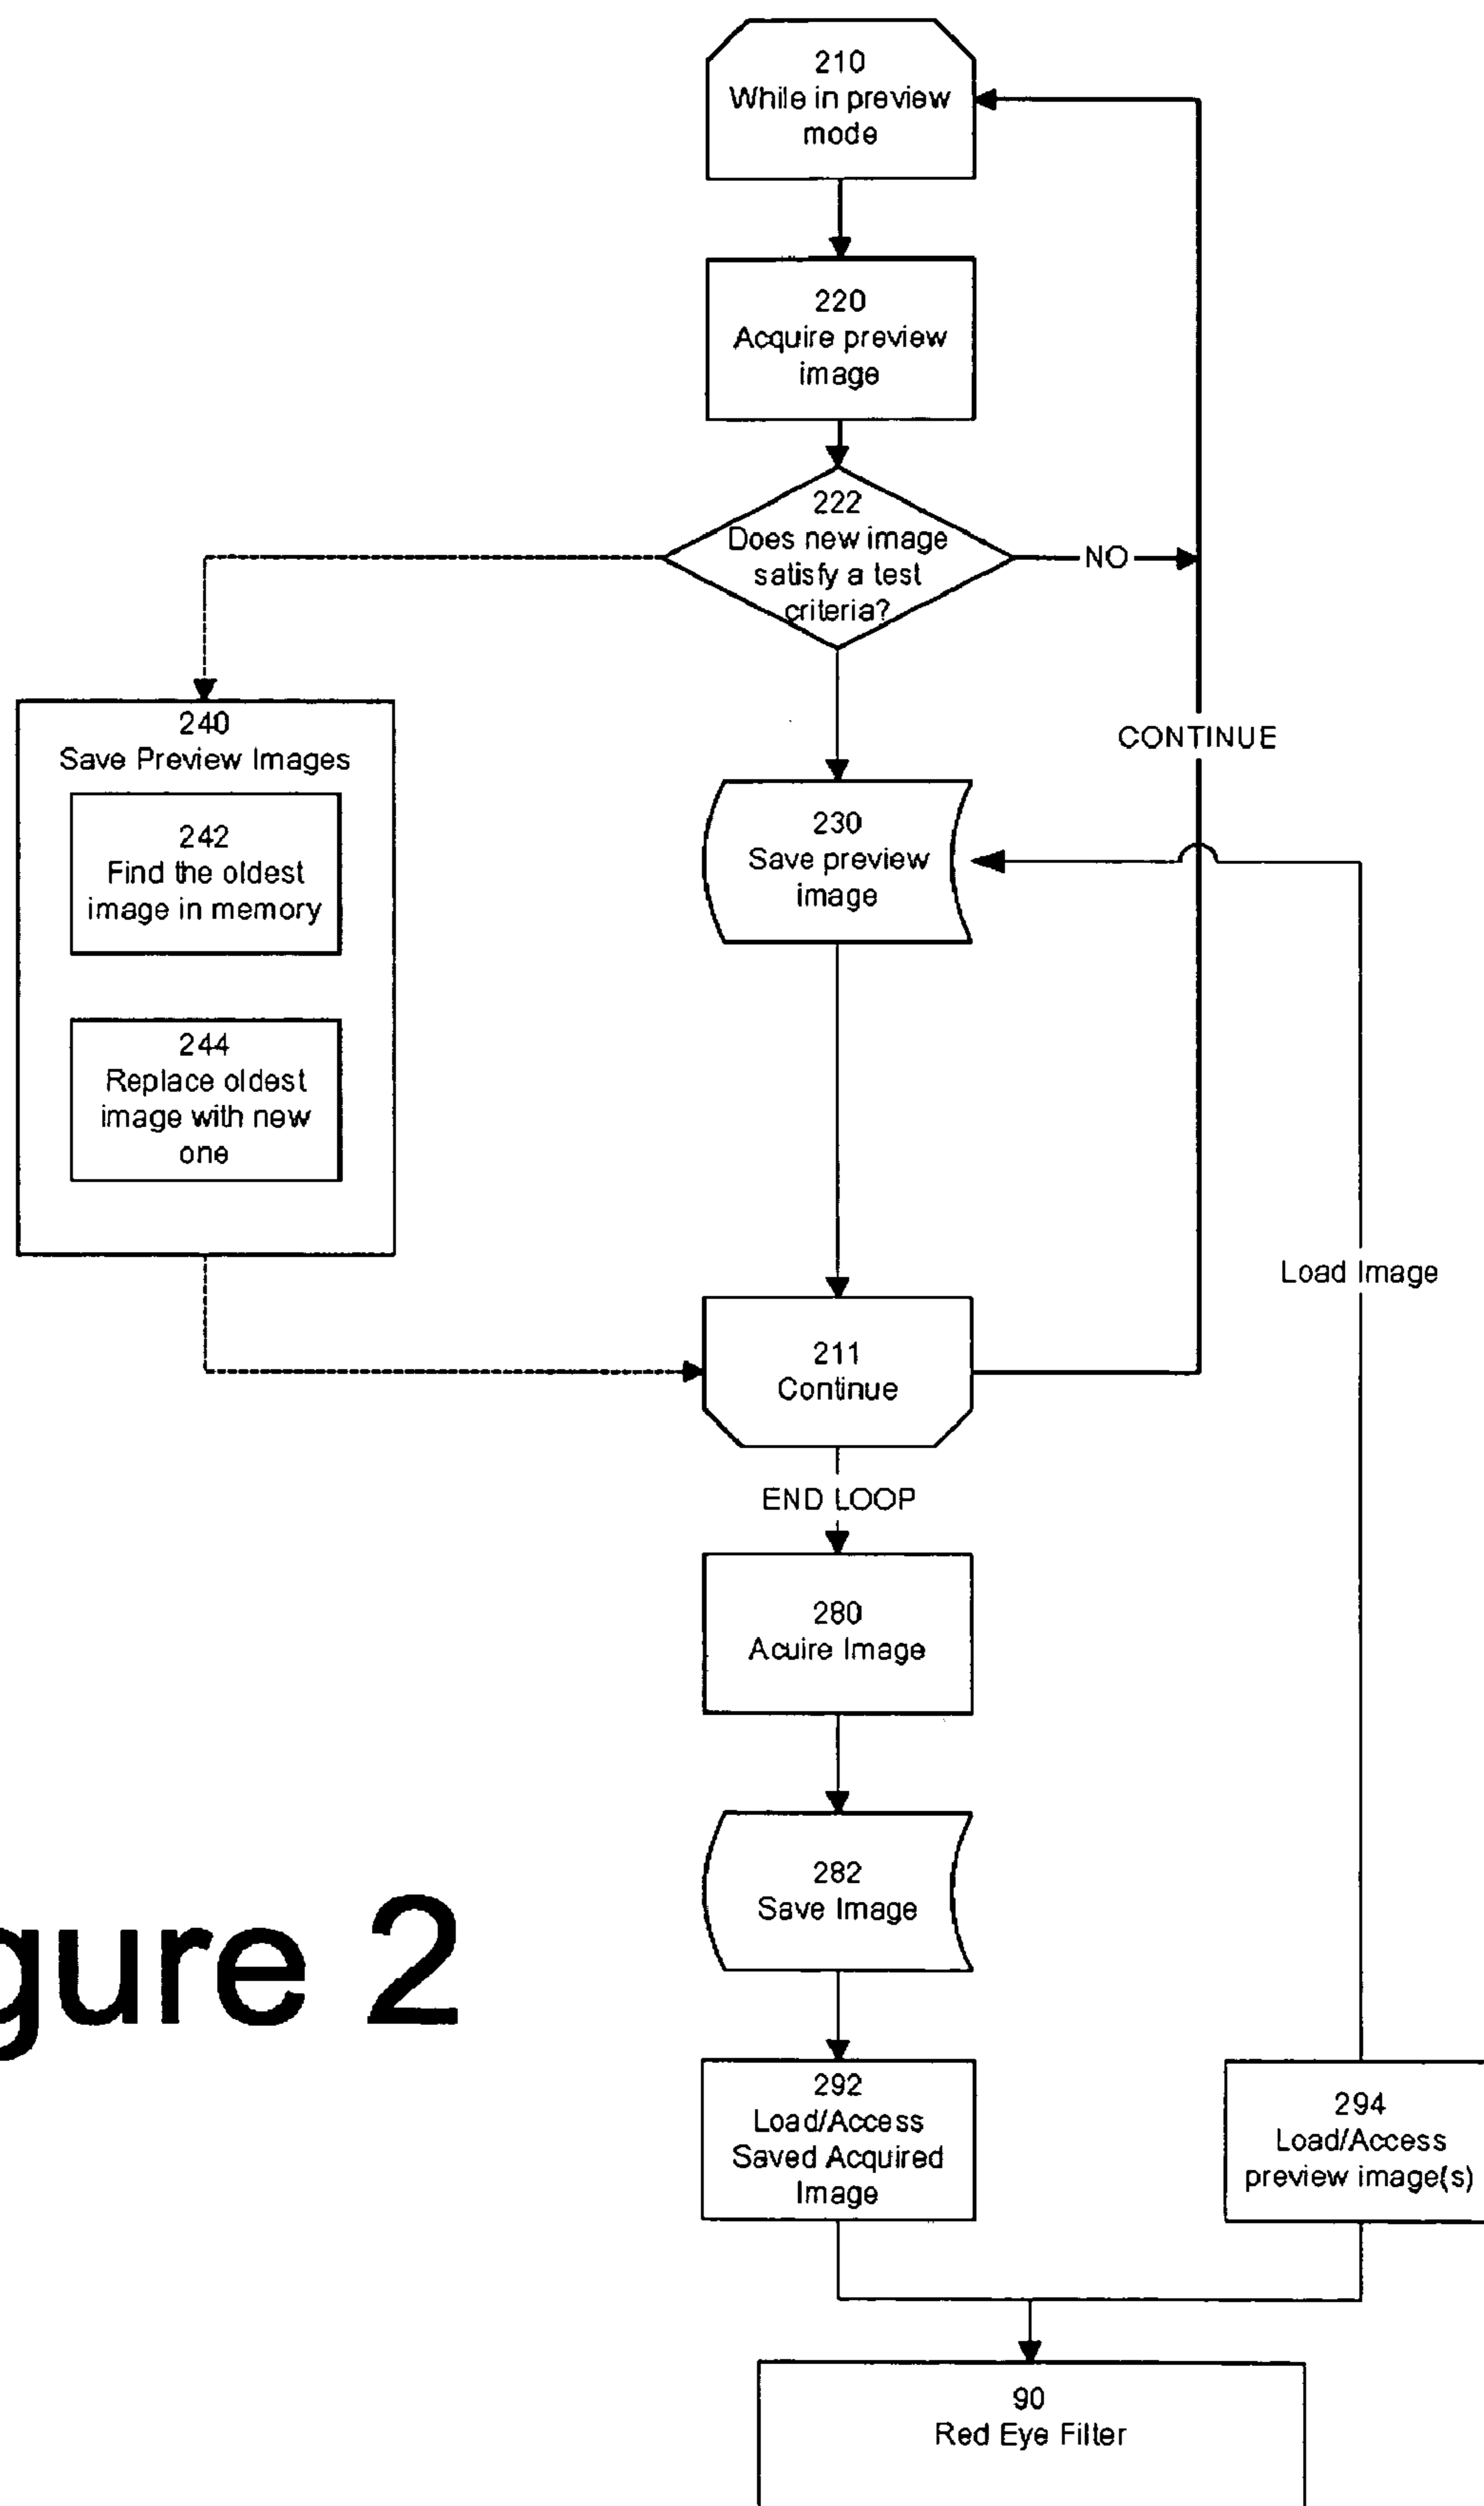 210
While in preview
mode
220
Acquire preview
image
222
Does new image
satisfy a test
criteria?
NO
240
Save Preview Images
242
Find the oldest
image in memory
244
Replace oldest
image with new
one
CONTINUE
230
Save preview
image
Load Image
211
Continue
END LOOP
280
Acuire Image
282
Save Image
gure 2
292
Load/Access
Saved Acquired
Image
294
Load/Access
preview image(s)
90
Red Eye Filter